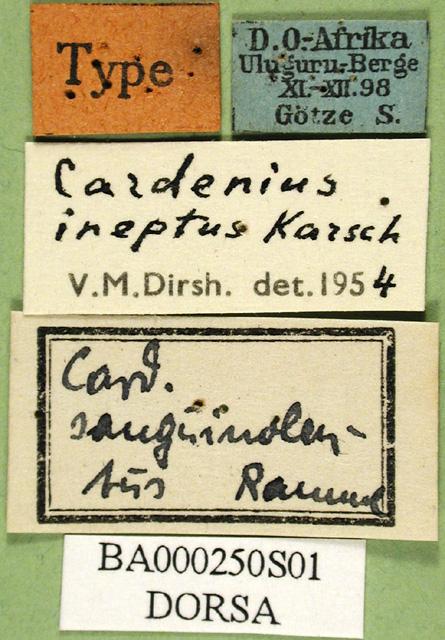 Type
D.O.-Afrika
Uluguru-Berge
XI.-XII.98
Götze S.
Cardenius
ineptus Karsch
V.M.Dirsh. det.1954
Card.
sanguinolen-
tus Ramme
BA000250S01
DORSA